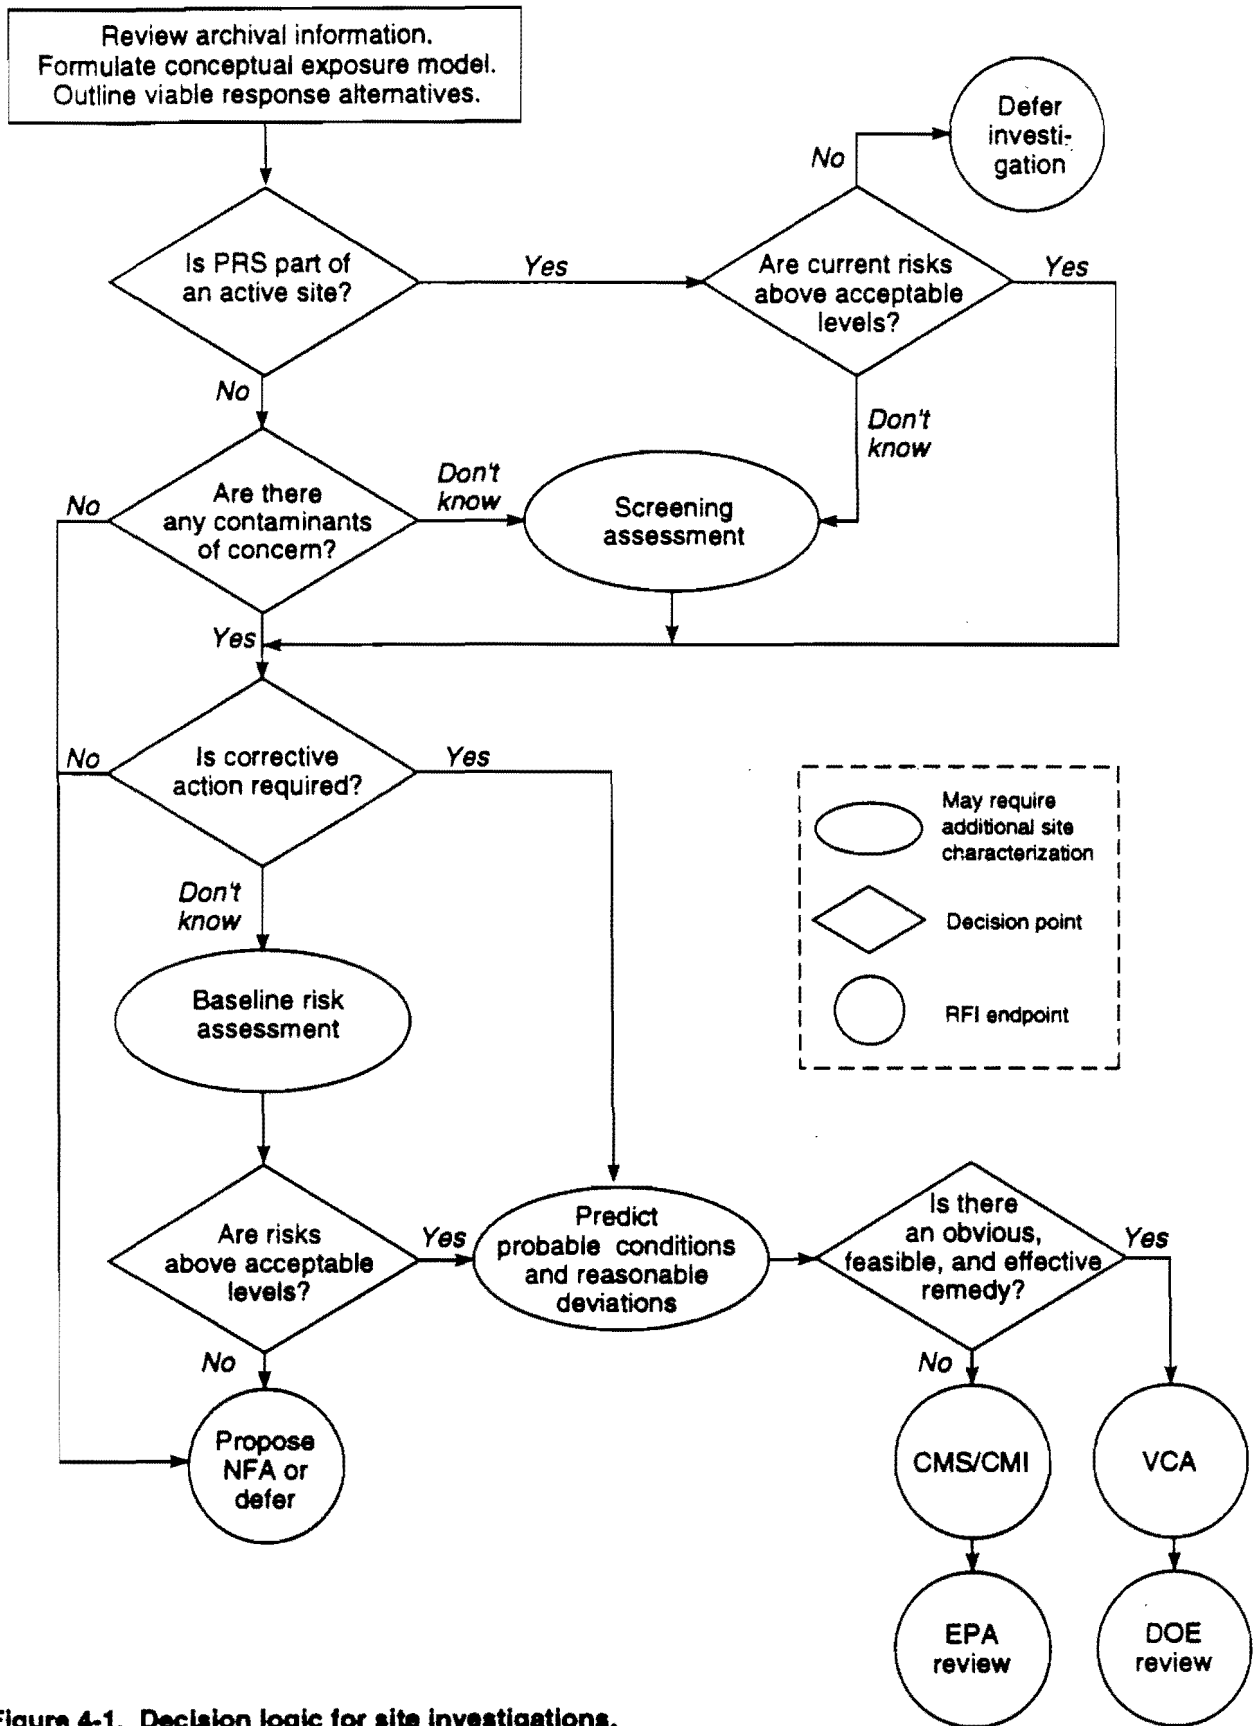 Review archival information.
Formulate conceptual exposure model.
Outline viable response alternatives.
Defer
investi-
gation
No
Is PRS part of
an active site?
Yes
Are current risks
above acceptable
levels?
Yes
No
Don't
know
Are there
any contaminants
of concern?
No
Don't
know
Screening
assessment
Yes
Is corrective
action required?
No
Yes
May require
additional site
characterization
Decision point
RFI endpoint
Don't
know
Baseline risk
assessment
Are risks
above acceptable
levels?
Yes
Predict
probable conditions
and reasonable
deviations
Is there
an obvious,
feasible, and effective
remedy?
Yes
No
No
Propose
NFA or
defer
CMS/CMI
VCA
EPA
review
DOE
review
Figure 4-1. Decision logic for site investigations.